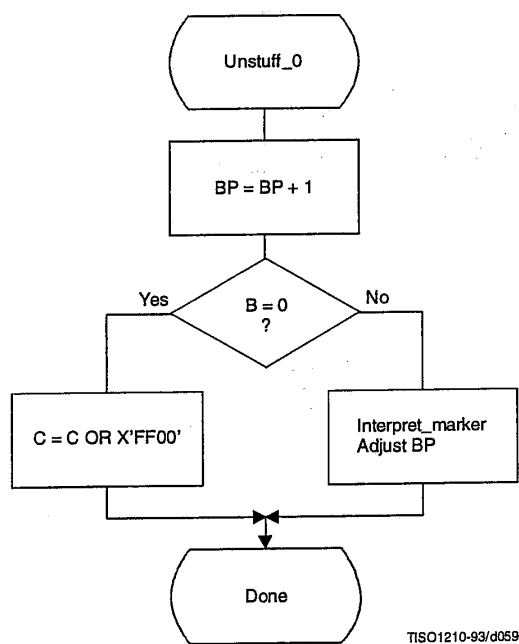 Unstuff_0
BP = BP + 1
Yes
B = 0
?
No
C = C OR X'FF00'
Interpret_marker
Adjust BP
Done
TISO1210-93/d059